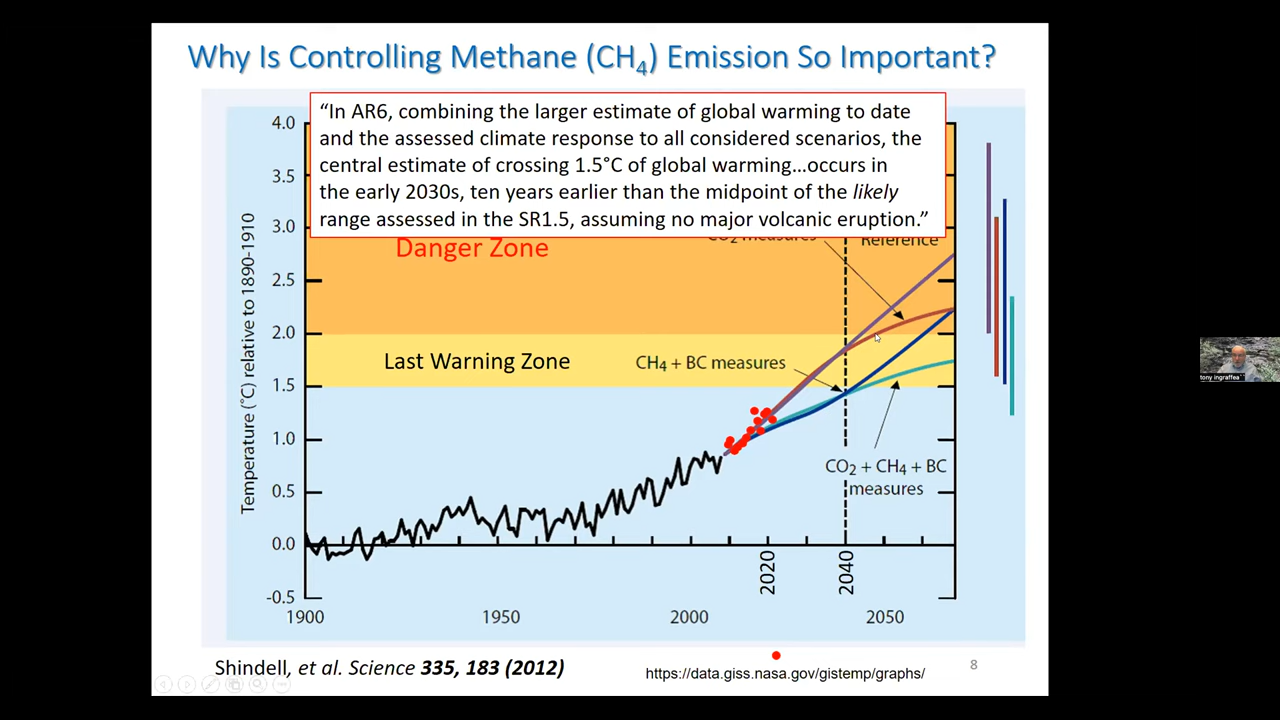 Why Is Controlling Methane (CH₄) Emission So Important?
“In AR6, combining the larger estimate of global warming to date
and the assessed climate response to all considered scenarios, the
central estimate of crossing 1.5°C of global warming…occurs in
the early 2030s, ten years earlier than the midpoint of the likely
range assessed in the SR1.5, assuming no major volcanic eruption.”
CO₂ measures
Reference
Danger Zone
Last Warning Zone
CH₄ + BC measures
CO₂ + CH₄ + BC
measures
Temperature (°C) relative to 1890-1910
4.0
3.5
3.0
2.5
2.0
1.5
1.0
0.5
0.0
-0.5
2020
2040
1900
1950
2000
2050
Shindell, et al. Science 335, 183 (2012)
https://data.giss.nasa.gov/gistemp/graphs/
8
tony ingraffea